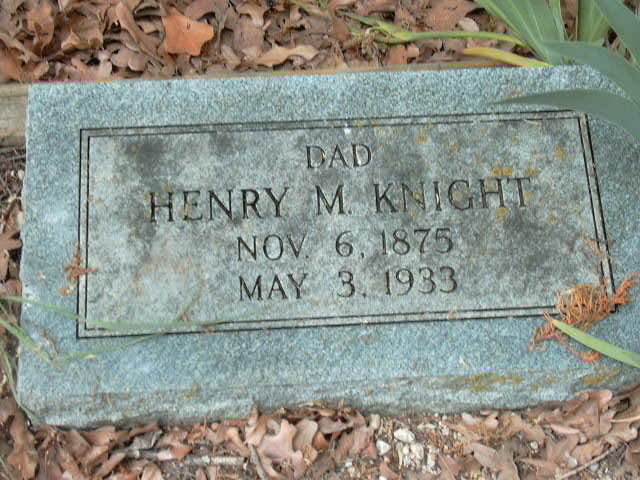 DAD
HENRY M. KNIGHT
NOV. 6, 1875
MAY 3, 1933